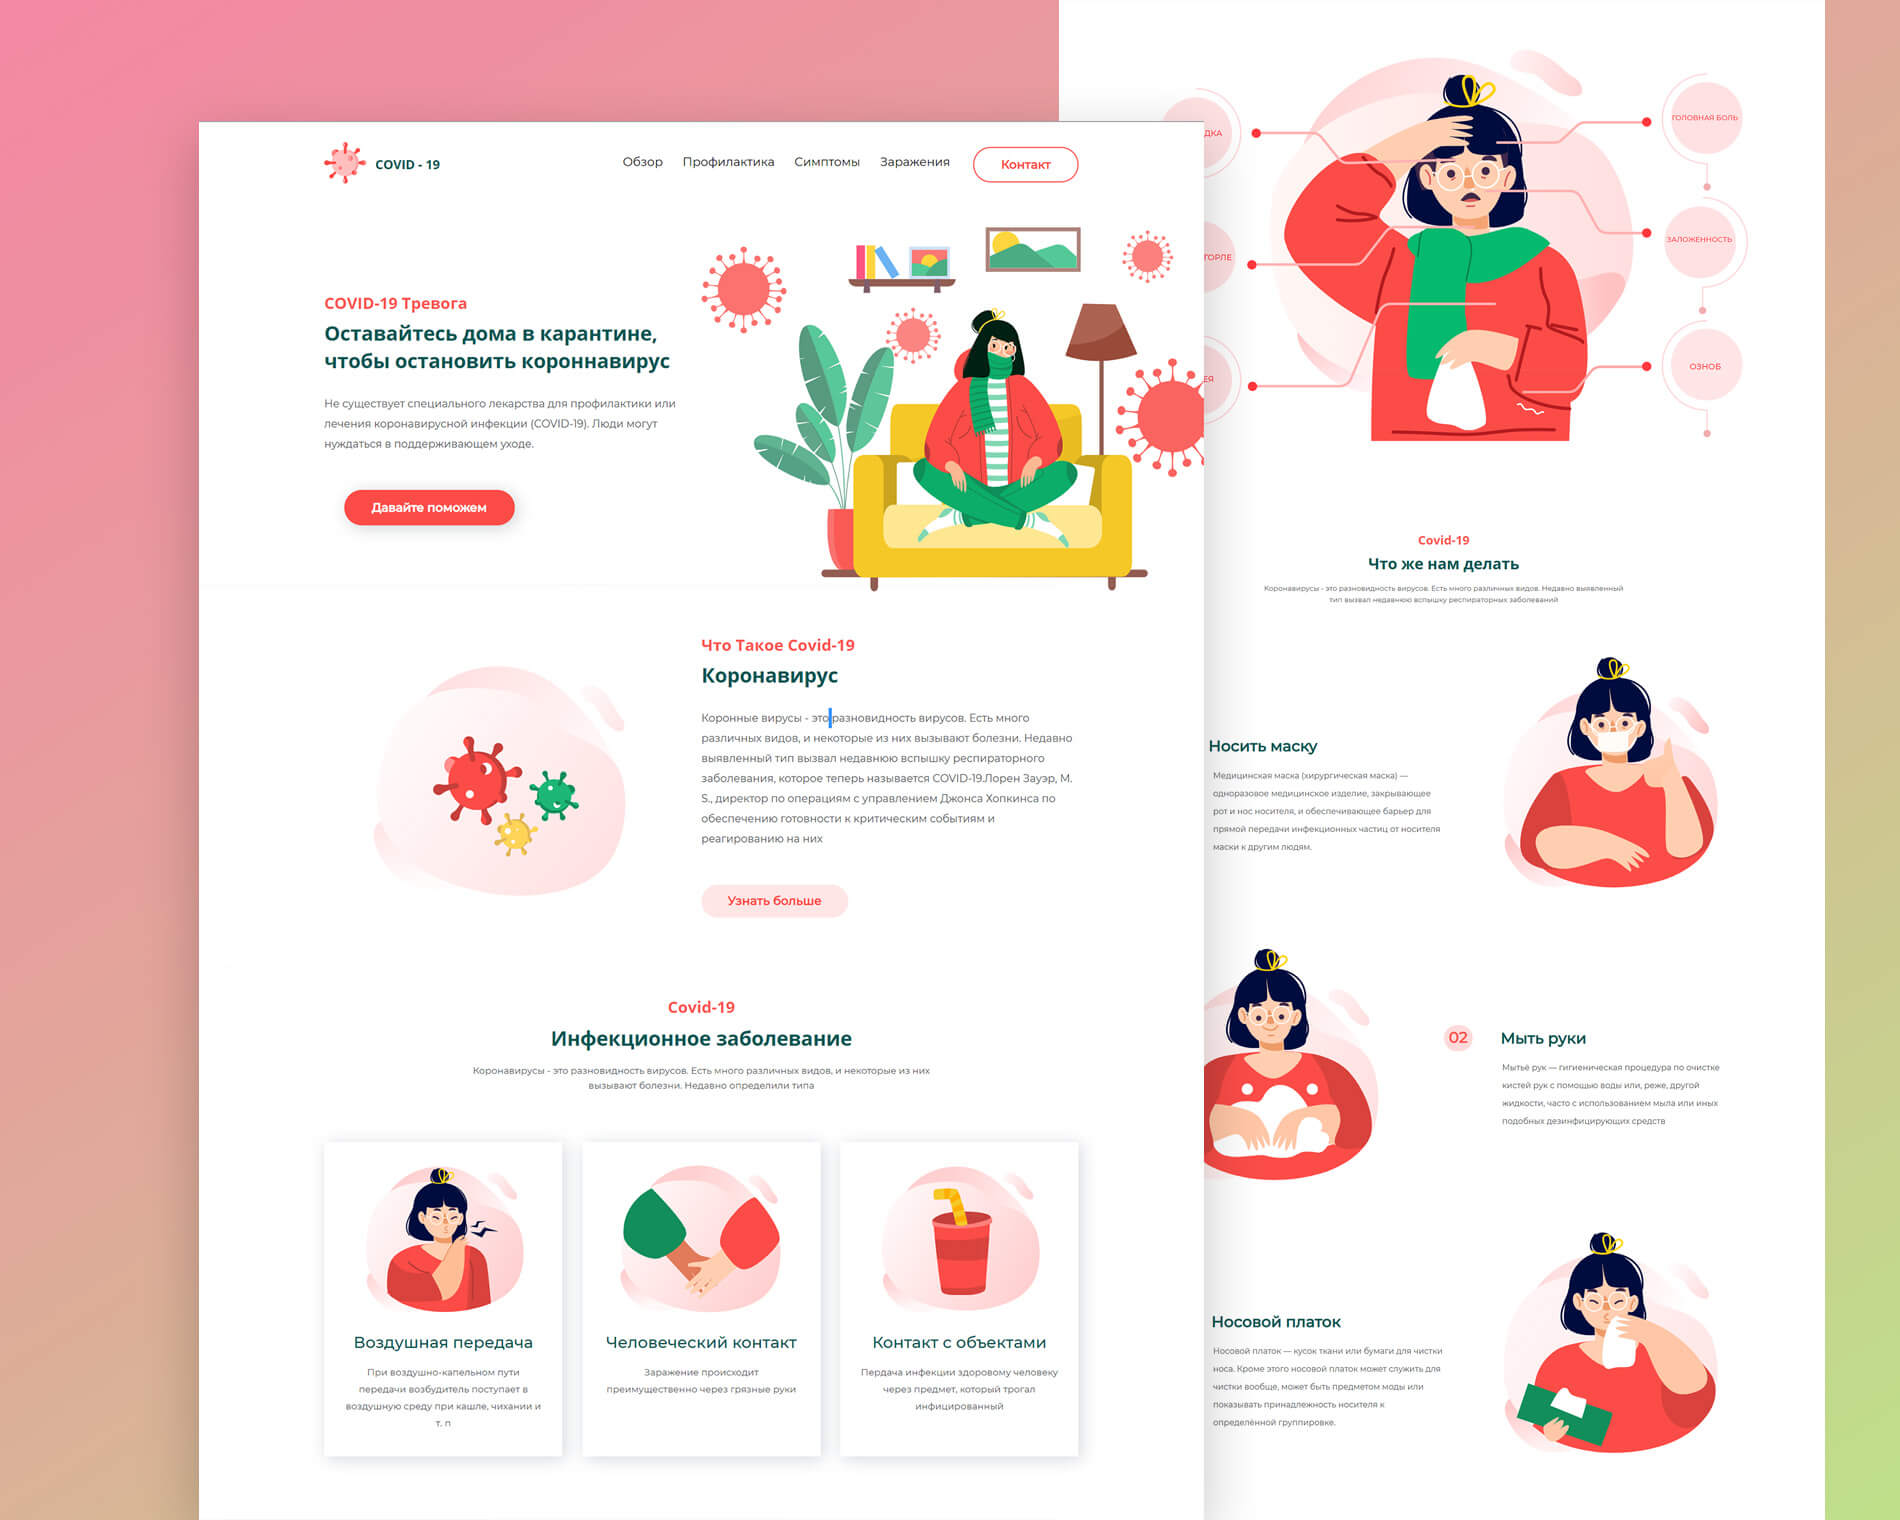 COVID - 19
Обзор Профилактика Симптомы Заражения Контакт
COVID-19 Тревога
Оставайтесь дома в карантине,
чтобы остановить короннавирус
Не существует специального лекарства для профилактики или
лечения коронавирусной инфекции (COVID-19). Люди могут
нуждаться в поддерживающем уходе.
Давайте поможем
Что Такое Covid-19
Коронавирус
Коронные вирусы - это разновидность вирусов. Есть много
различных видов, и некоторые из них вызывают болезни. Недавно
выявленный тип вызвал недавнюю вспышку респираторного
заболевания, которое теперь называется COVID-19.Лорен Зауэр, M.
S., директор по операциям с управлением Джонса Хопкинса по
обеспечению готовности к критическим событиям и
реагированию на них
Узнать больше
Covid-19
Инфекционное заболевание
Коронавирусы - это разновидность вирусов. Есть много различных видов, и некоторые из них
вызывают болезни. Недавно определили типа
Воздушная передача
При воздушно-капельном пути
передачи возбудитель поступает в
воздушную среду при кашле, чихании и
т. п
Человеческий контакт
Заражение происходит
преимущественно через грязные руки
Контакт с объектами
Пердача инфекции здоровому человеку
через предмет, который трогал
инфицированный
ДКА
ГОРЛЕ
ЕЯ
ГОЛОВНАЯ БОЛЬ
ЗАЛОЖЕННОСТЬ
ОЗНОБ
Covid-19
Что же нам делать
Коронавирусы - это разновидность вирусов. Есть много различных видов. Недавно выявленный
тип вызвал недавнюю вспышку респираторных заболеваний
Носить маску
Медицинская маска (хирургическая маска) —
одноразовое медицинское изделие, закрывающее
рот и нос носителя, и обеспечивающее барьер для
прямой передачи инфекционных частиц от носителя
маски к другим людям.
02
Мыть руки
Мытьё рук — гигиеническая процедура по очистке
кистей рук с помощью воды или, реже, другой
жидкости, часто с использованием мыла или иных
подобных дезинфицирующих средств
Носовой платок
Носовой платок — кусок ткани или бумаги для чистки
носа. Кроме этого носовой платок может служить для
чистки вообще, может быть предметом моды или
показывать принадлежность носителя к
определённой группировке.